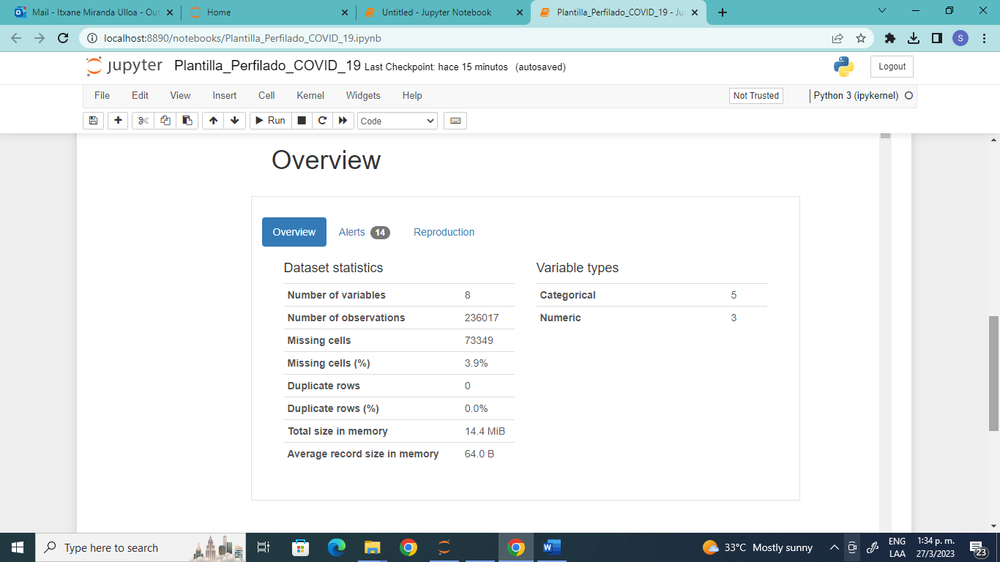 Mail - Itxane Miranda Ulloa - Out
Home
Untitled - Jupyter Notebook
Plantilla_Perfilado_COVID_19 - Ju
localhost:8890/notebooks/Plantilla_Perfilado_COVID_19.ipynb
S
jupyter Plantilla_Perfilado_COVID_19 Last Checkpoint: hace 15 minutos (autosaved)
Logout
File Edit View Insert Cell Kernel Widgets Help
Not Trusted
Python 3 (ipykernel)
Run
Code
Overview
Overview Alerts 14 Reproduction
Dataset statistics
Number of variables 8
Number of observations 236017
Missing cells 73349
Missing cells (%) 3.9%
Duplicate rows 0
Duplicate rows (%) 0.0%
Total size in memory 14.4 MiB
Average record size in memory 64.0 B
Variable types
Categorical 5
Numeric 3
Type here to search
33°C Mostly sunny
ENG
LAA
1:34 p. m.
27/3/2023
23